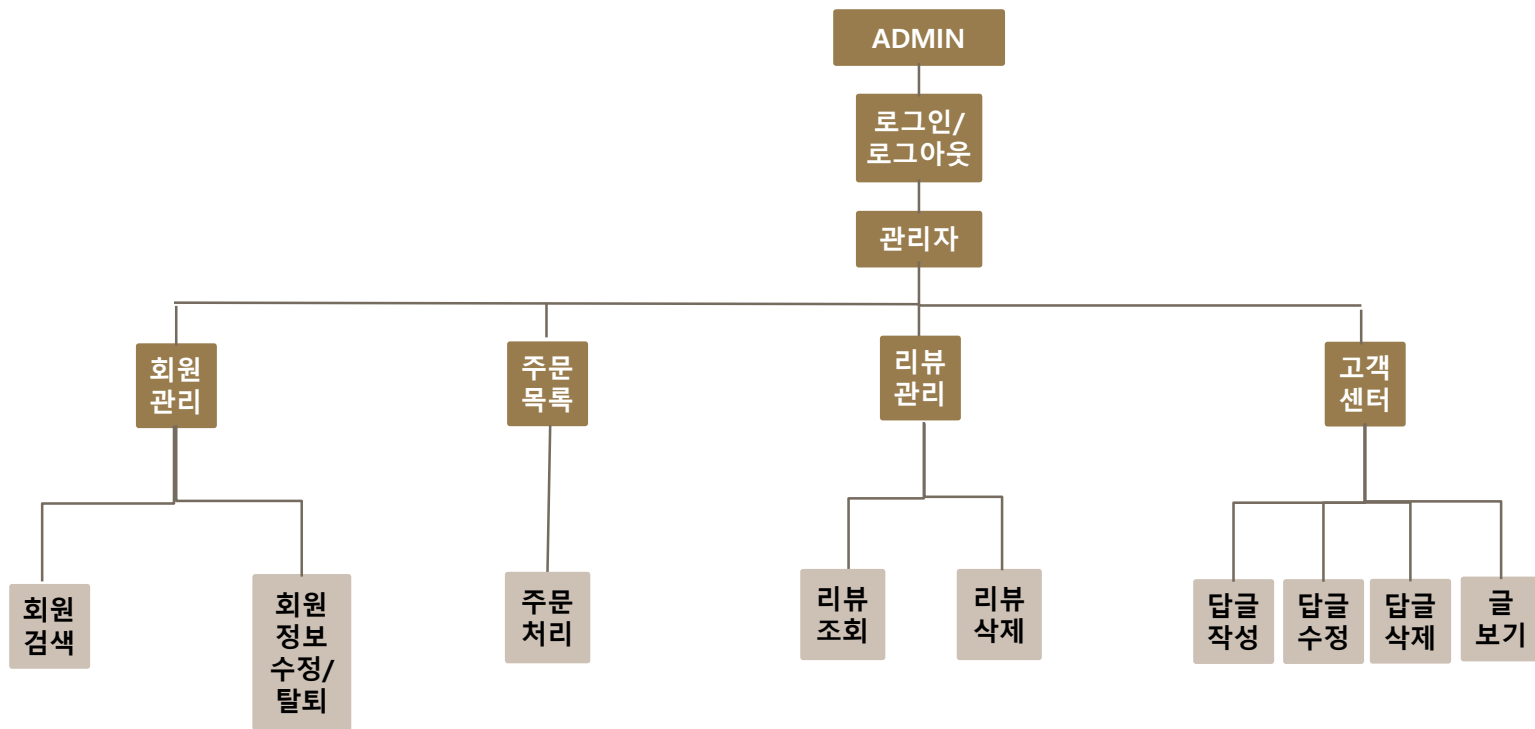 ADMIN
로그인/
로그아웃
관리자
회원
관리
주문
목록
리뷰
관리
고객
센터
회원
검색
회원
정보
수정/
탈퇴
주문
처리
리뷰
조회
리뷰
삭제
답글
작성
답글
수정
답글
삭제
글
보기